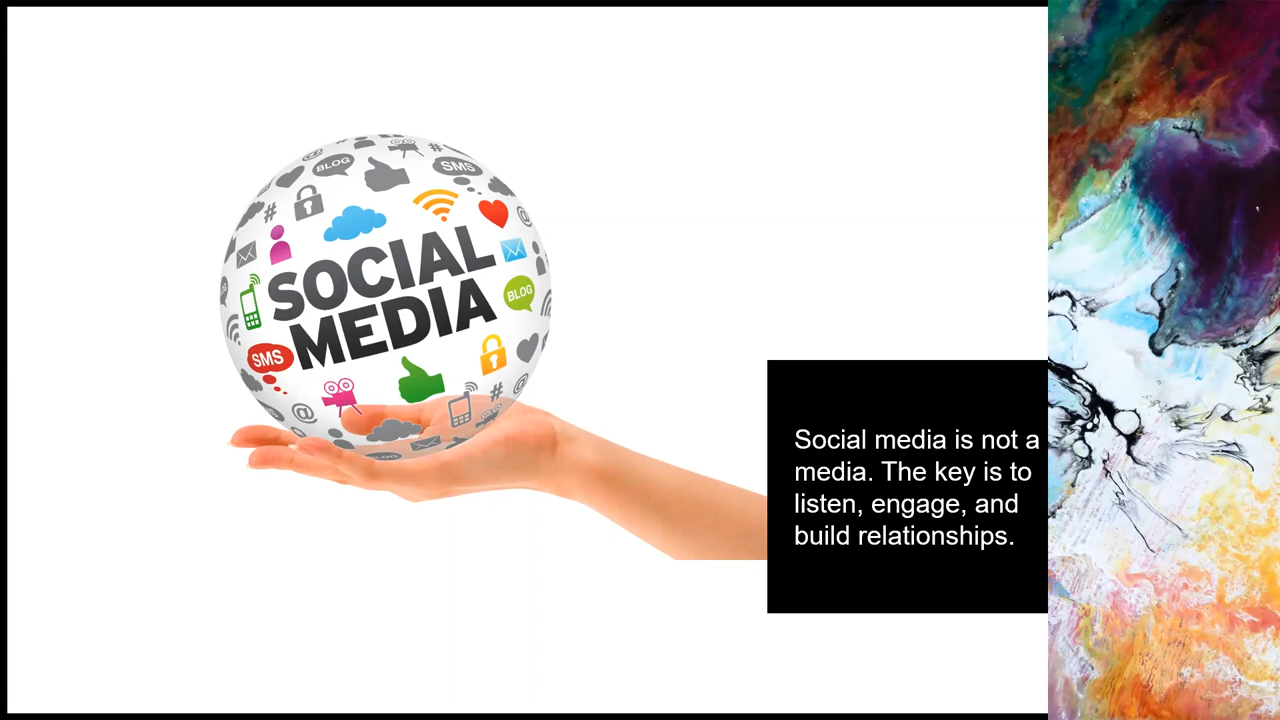 BLOG
SMS
SOCIAL
MEDIA
BLOG
SMS
Social media is not a
media. The key is to
listen, engage, and
build relationships.